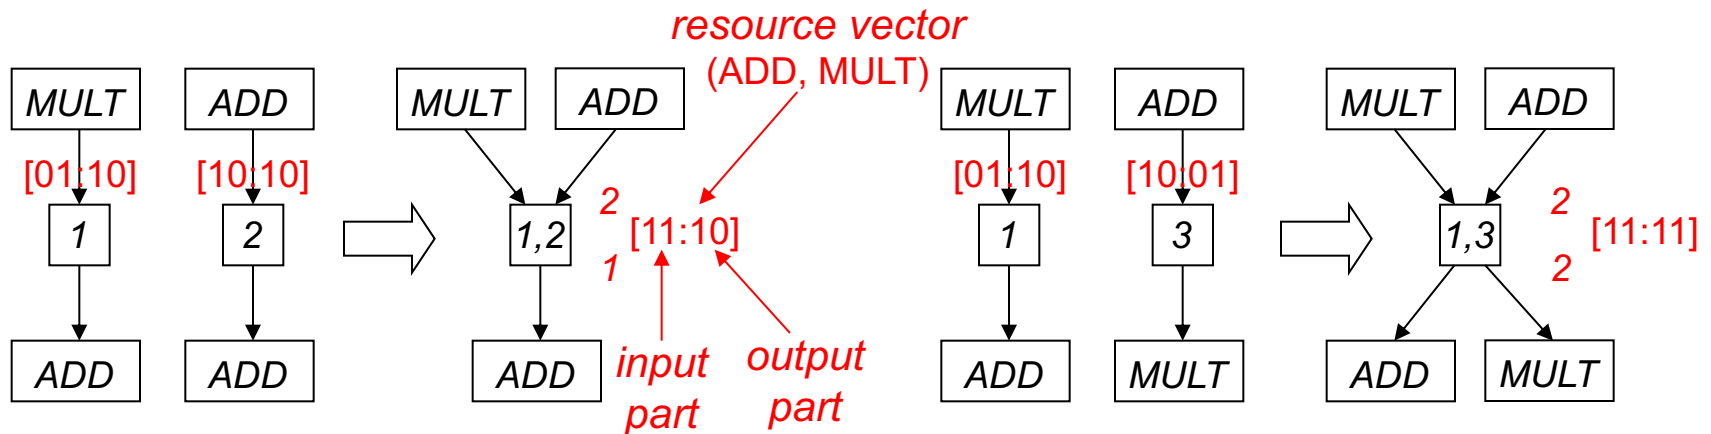 resource vector
(ADD, MULT)
MULT ADD MULT ADD MULT ADD MULT ADD
[01:10] [10:10] [01:10] [10:01]
2 2
1 2 1,2 [11:10] 1 3 1,3 [11:11]
1 2
input output
part part
ADD ADD ADD ADD MULT ADD MULT